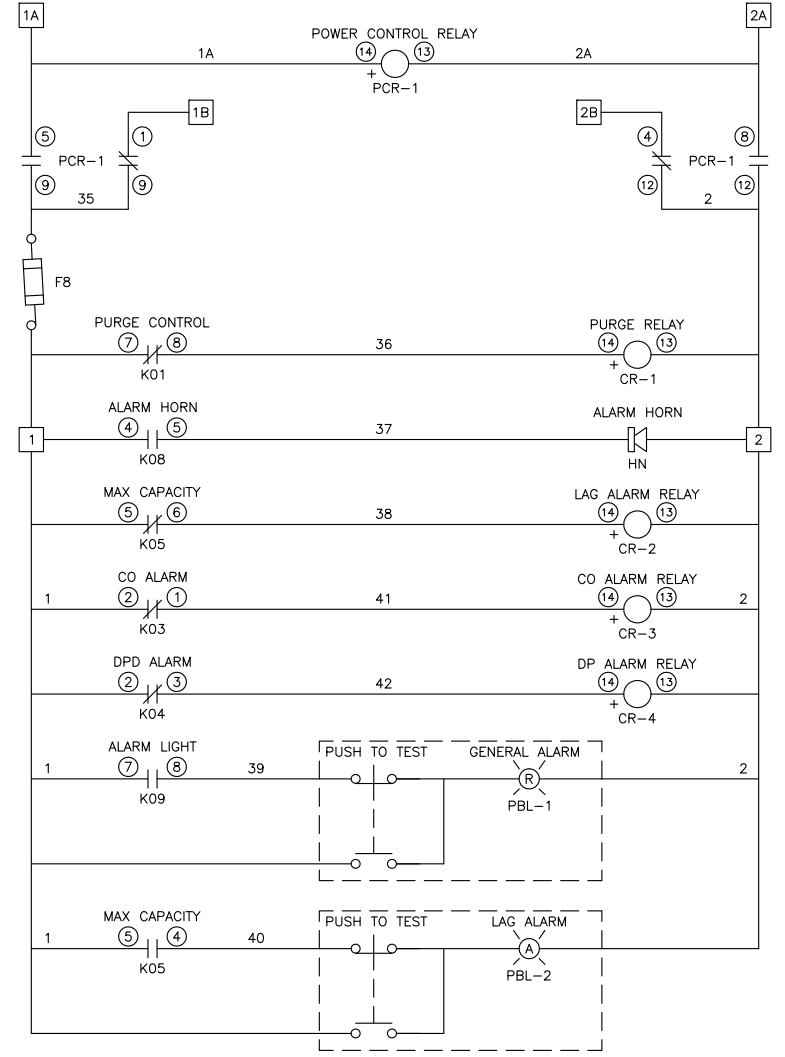 1A
2A
POWER CONTROL RELAY
1A
14
13
2A
+
PCR-1
1B
2B
5
1
4
8
PCR-1
PCR-1
9
9
12
12
35
2
F8
PURGE CONTROL
PURGE RELAY
7
8
36
14
13
+
K01
CR-1
ALARM HORN
ALARM HORN
1
4
5
37
2
K08
HN
MAX CAPACITY
LAG ALARM RELAY
5
6
38
14
13
+
K05
CR-2
CO ALARM
CO ALARM RELAY
1
2
1
41
14
13
2
+
K03
CR-3
DPD ALARM
DP ALARM RELAY
2
3
42
14
13
+
K04
CR-4
ALARM LIGHT
PUSH TO TEST
GENERAL ALARM
1
7
8
39
R
2
K09
PBL-1
MAX CAPACITY
PUSH TO TEST
LAG ALARM
1
5
4
40
A
K05
PBL-2